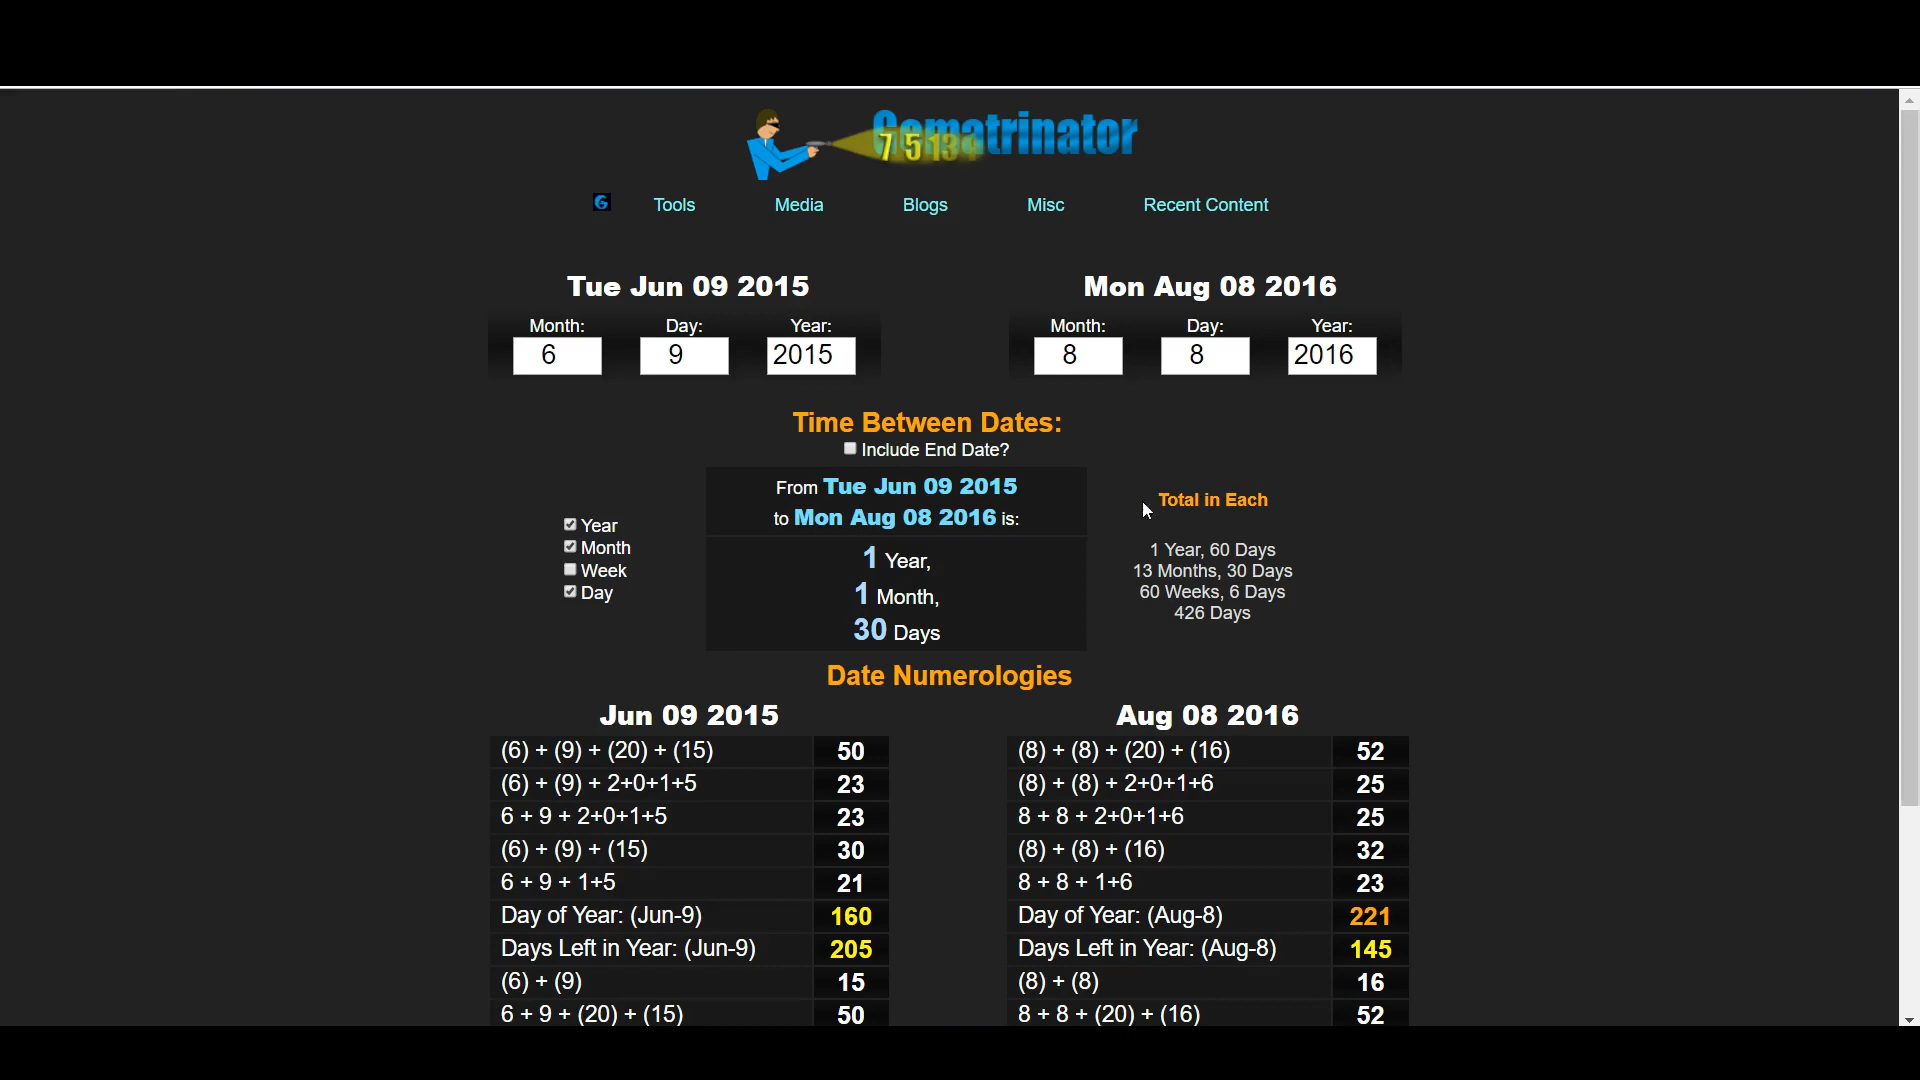 Gematrinator
7 5 13 4
G Tools Media Blogs Misc Recent Content
Tue Jun 09 2015 Mon Aug 08 2016
Month: Day: Year: Month: Day: Year:
6 9 2015 8 8 2016
Time Between Dates:
Include End Date?
From Tue Jun 09 2015
to Mon Aug 08 2016 is:
1 Year,
1 Month,
30 Days
Year
Month
Week
Day
Total in Each
1 Year, 60 Days
13 Months, 30 Days
60 Weeks, 6 Days
426 Days
Date Numerologies
Jun 09 2015
(6) + (9) + (20) + (15) 50
(6) + (9) + 2+0+1+5 23
6 + 9 + 2+0+1+5 23
(6) + (9) + (15) 30
6 + 9 + 1+5 21
Day of Year: (Jun-9) 160
Days Left in Year: (Jun-9) 205
(6) + (9) 15
6 + 9 + (20) + (15) 50
Aug 08 2016
(8) + (8) + (20) + (16) 52
(8) + (8) + 2+0+1+6 25
8 + 8 + 2+0+1+6 25
(8) + (8) + (16) 32
8 + 8 + 1+6 23
Day of Year: (Aug-8) 221
Days Left in Year: (Aug-8) 145
(8) + (8) 16
8 + 8 + (20) + (16) 52